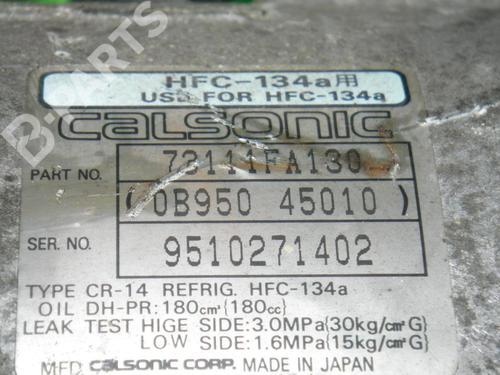 HFC-134a用
USE FOR HFC-134a
CALSONIC
PART NO. 73111FA130
(0B950 45010)
SER. NO. 9510271402
TYPE CR-14 REFRIG. HFC-134a
OIL DH-PR: 180cm³{180cc}
LEAK TEST HIGE SIDE: 3.0MPa{30kg/cm²G}
LOW SIDE: 1.6MPa{15kg/cm²G}
MFD. CALSONIC CORP. MADE IN JAPAN
B-PARTS